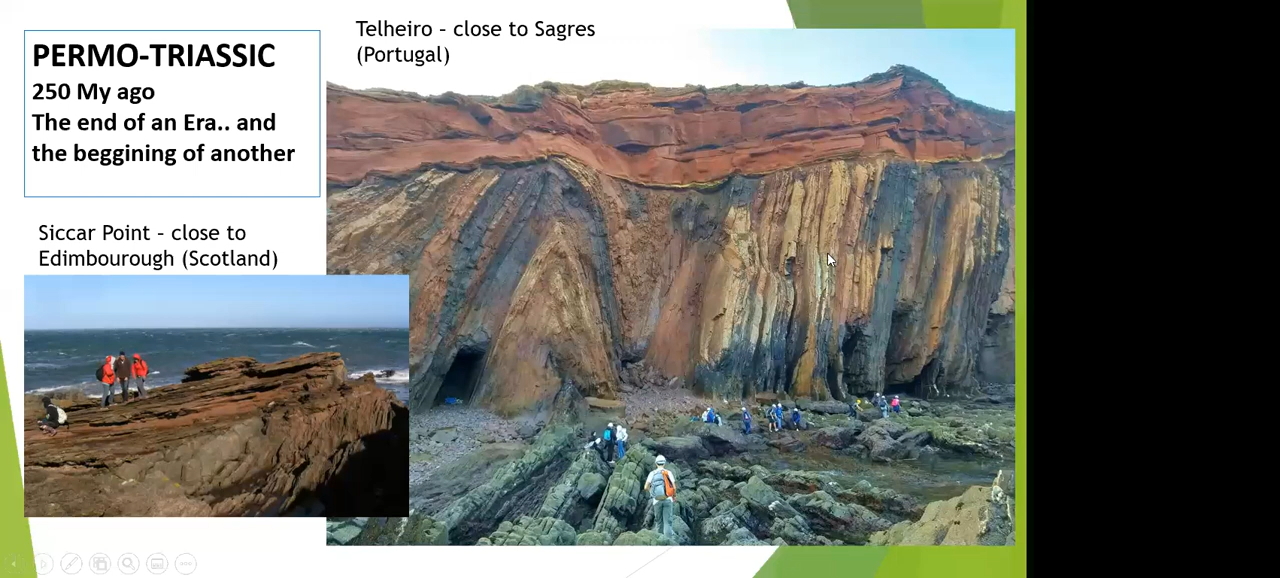 PERMO-TRIASSIC
250 My ago
The end of an Era.. and
the beggining of another
Telheiro - close to Sagres
(Portugal)
Siccar Point - close to
Edimbourough (Scotland)